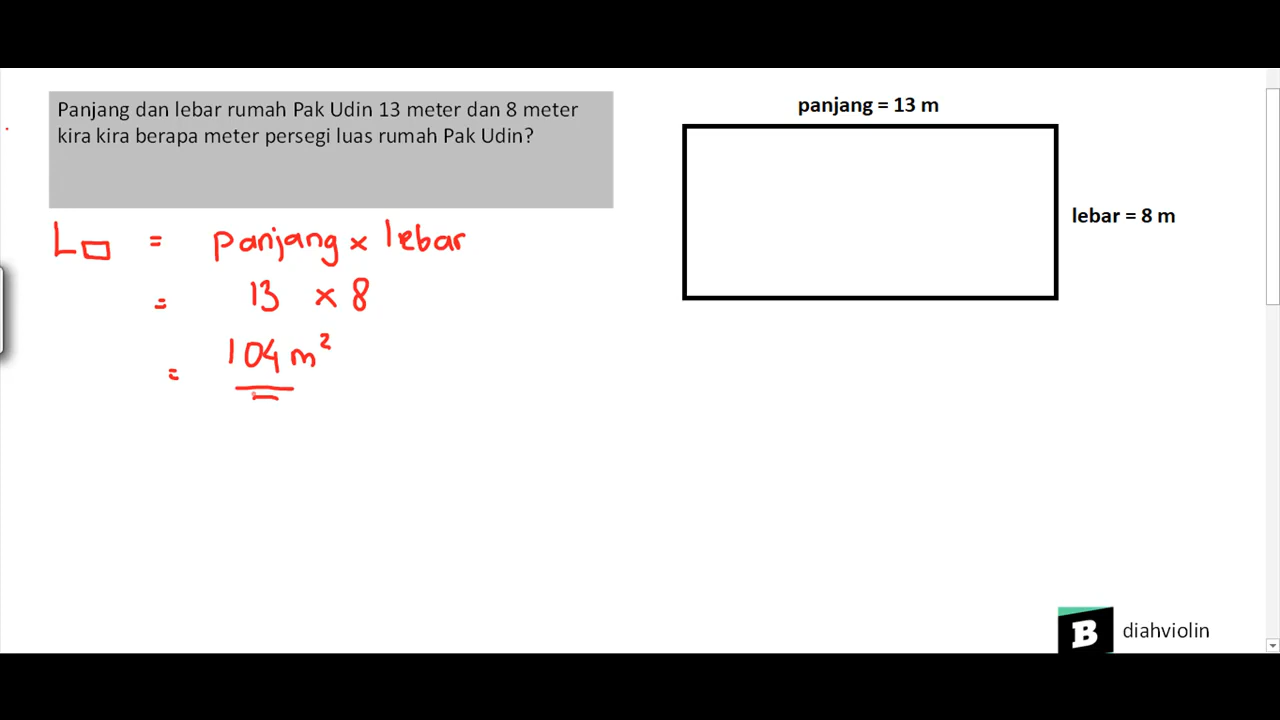 Panjang dan lebar rumah Pak Udin 13 meter dan 8 meter
kira kira berapa meter persegi luas rumah Pak Udin?
L▭ = panjang x lebar
= 13 x 8
= 104 m²
panjang = 13 m
lebar = 8 m
B diahviolin